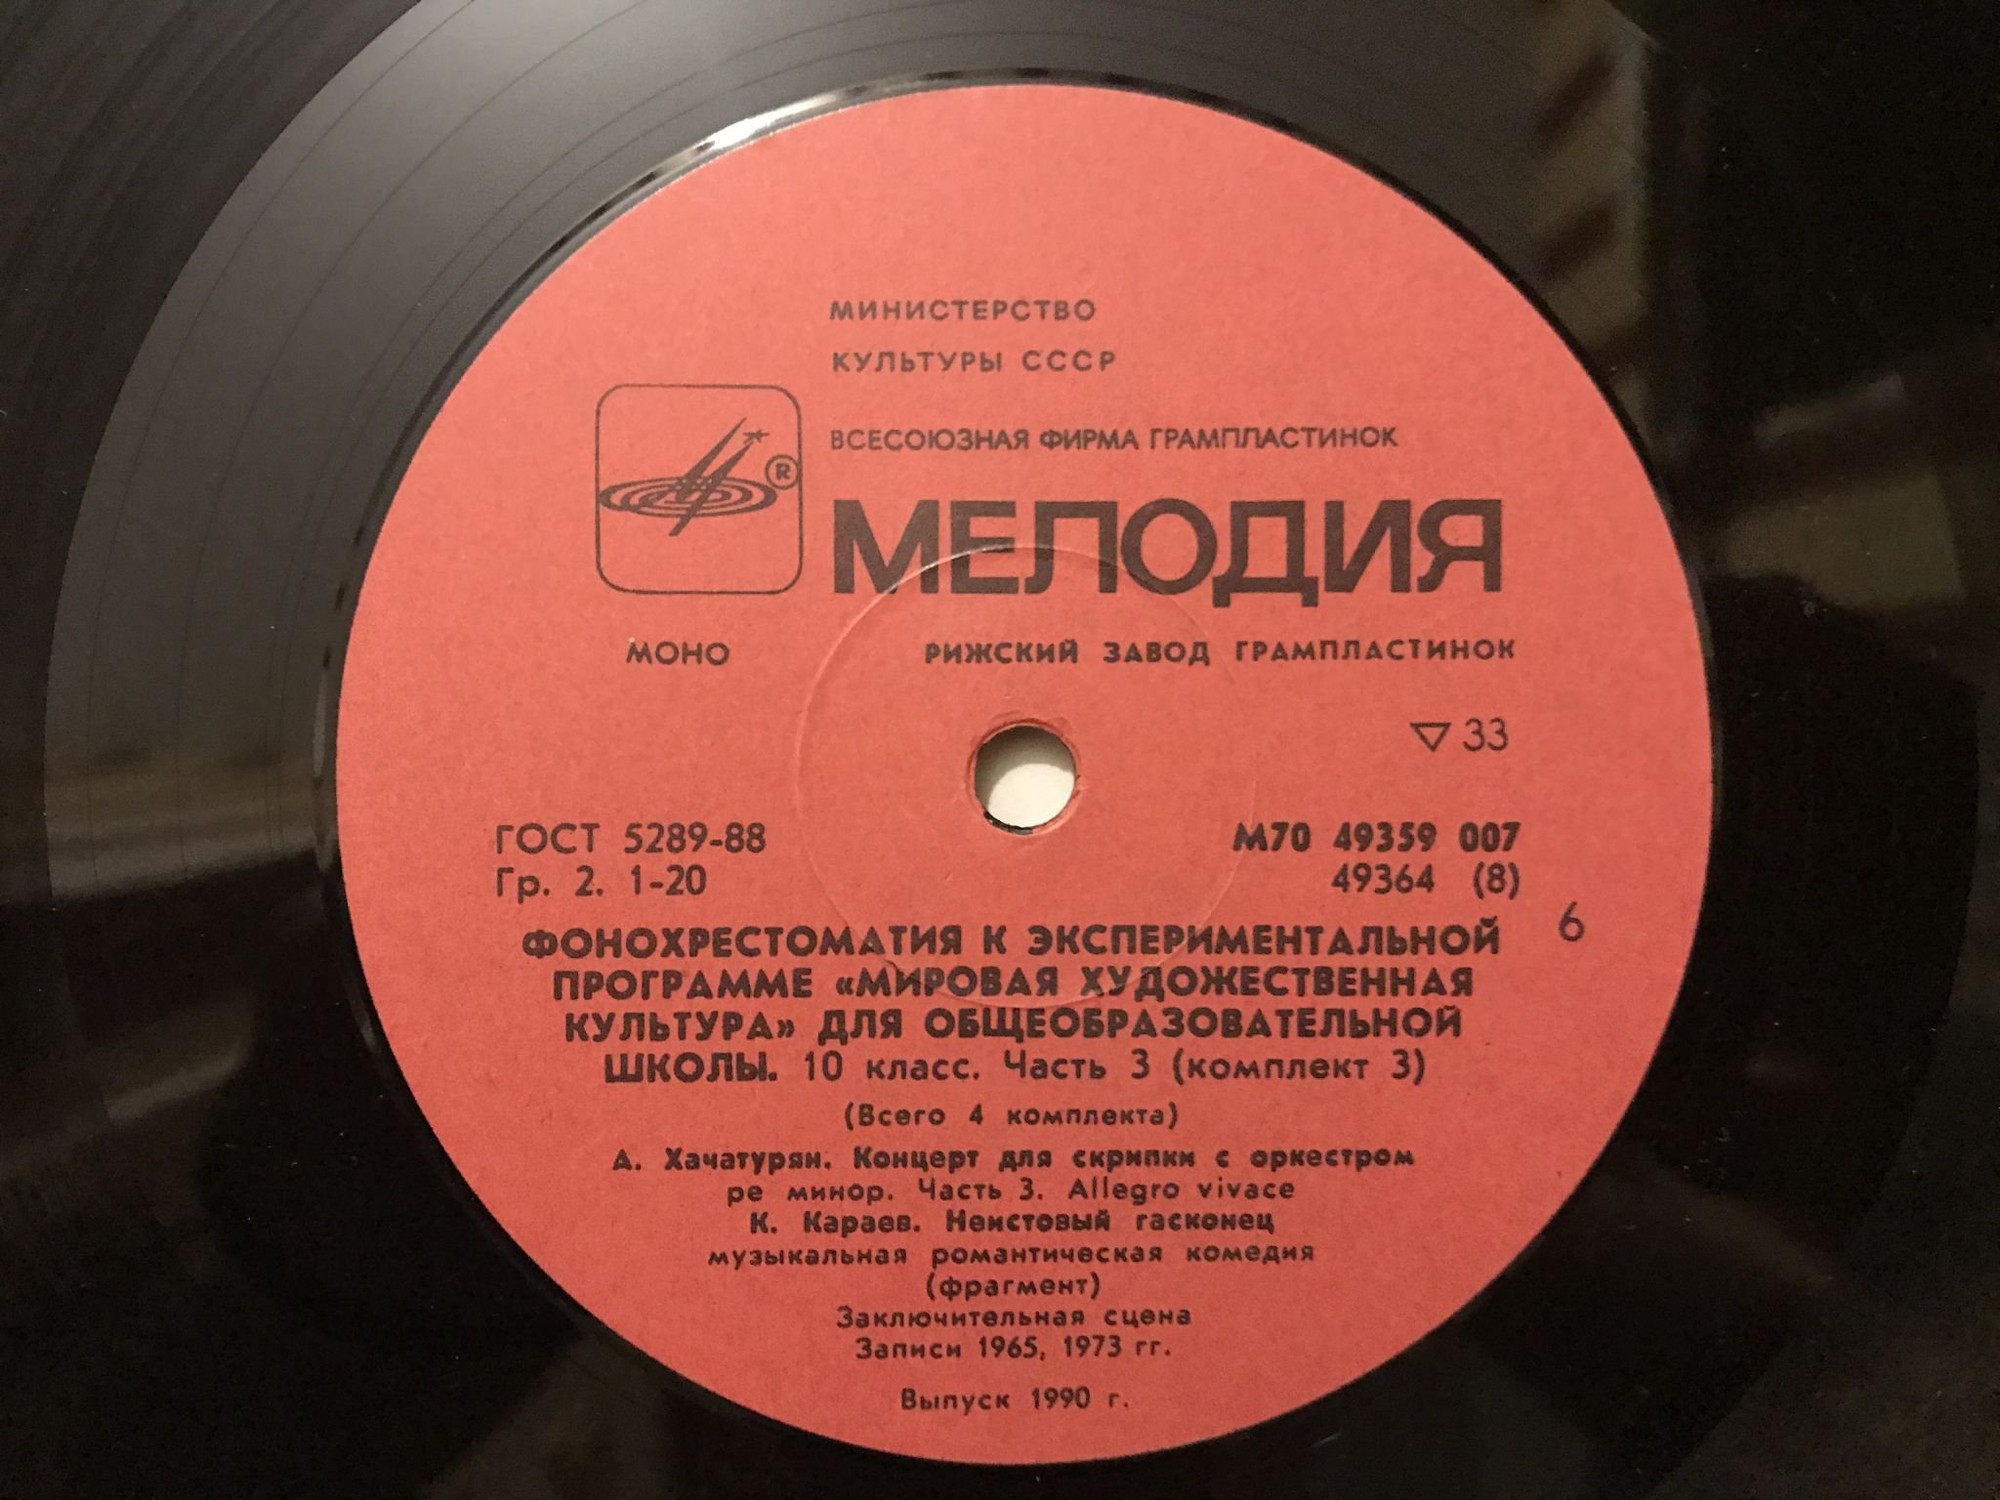 МИНИСТЕРСТВО
КУЛЬТУРЫ СССР
®
ВСЕСОЮЗНАЯ ФИРМА ГРАМПЛАСТИНОК
МЕЛОДИЯ
МОНО
РИЖСКИЙ ЗАВОД ГРАМПЛАСТИНОК
▽ 33
ГОСТ 5289-88
Гр. 2. 1-20
М70 49359 007
49364 (8)
6
ФОНОХРЕСТОМАТИЯ К ЭКСПЕРИМЕНТАЛЬНОЙ
ПРОГРАММЕ «МИРОВАЯ ХУДОЖЕСТВЕННАЯ
КУЛЬТУРА» ДЛЯ ОБЩЕОБРАЗОВАТЕЛЬНОЙ
ШКОЛЫ. 10 класс. Часть 3 (комплект 3)
(Всего 4 комплекта)
А. Хачатурян. Концерт для скрипки с оркестром
ре минор. Часть 3. Allegro vivace
К. Караев. Неистовый гасконец
музыкальная романтическая комедия
(фрагмент)
Заключительная сцена
Записи 1965, 1973 гг.
Выпуск 1990 г.